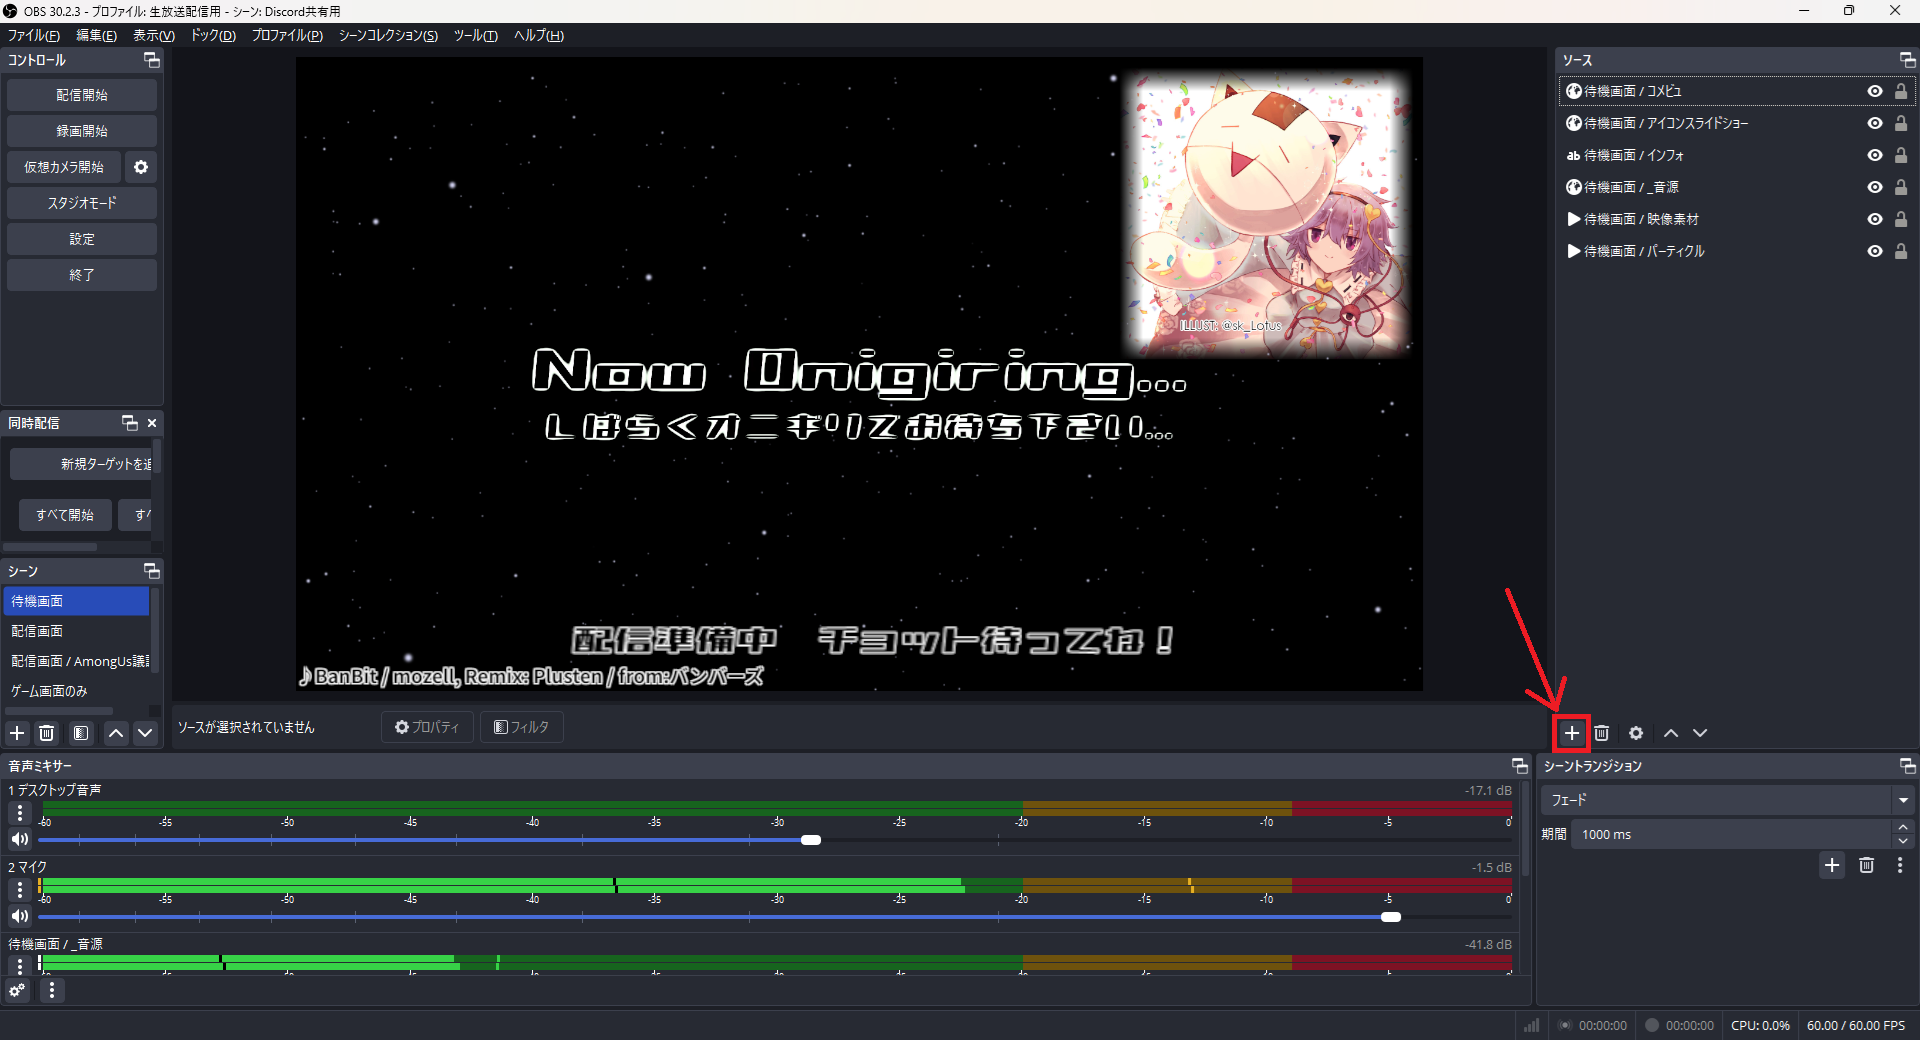 OBS 30.2.3 - プロファイル: 生放送配信用 - シーン: Discord共有用
ファイル(F) 編集(E) 表示(V) ドック(D) プロファイル(P) シーンコレクション(S) ツール(T) ヘルプ(H)
コントロール
配信開始
録画開始
仮想カメラ開始
スタジオモード
設定
終了
同時配信
新規ターゲットを追
すべて開始 すべ
シーン
待機画面
配信画面
配信画面 / AmongUs議
ゲーム画面のみ
ILLUST: @sk_Lotus
Now Onigiring...
しばらくオニギリてお待ち下さい...
配信準備中 チョット待ってね!
♪BanBit / mozell, Remix: Plusten / from:バンバーズ
ソースが選択されていません プロパティ フィルタ
ソース
待機画面 / コメビュ
待機画面 / アイコンスライドショー
ab 待機画面 / インフォ
待機画面 / _音源
待機画面 / 映像素材
待機画面 / パーティクル
音声ミキサー
1 デスクトップ音声 -17.1 dB
-60 -55 -50 -45 -40 -35 -30 -25 -20 -15 -10 -5 0
2 マイク -1.5 dB
-60 -55 -50 -45 -40 -35 -30 -25 -20 -15 -10 -5 0
待機画面 / _音源 -41.8 dB
シーントランジション
フェード
期間 1000 ms
00:00:00 00:00:00 CPU: 0.0% 60.00 / 60.00 FPS